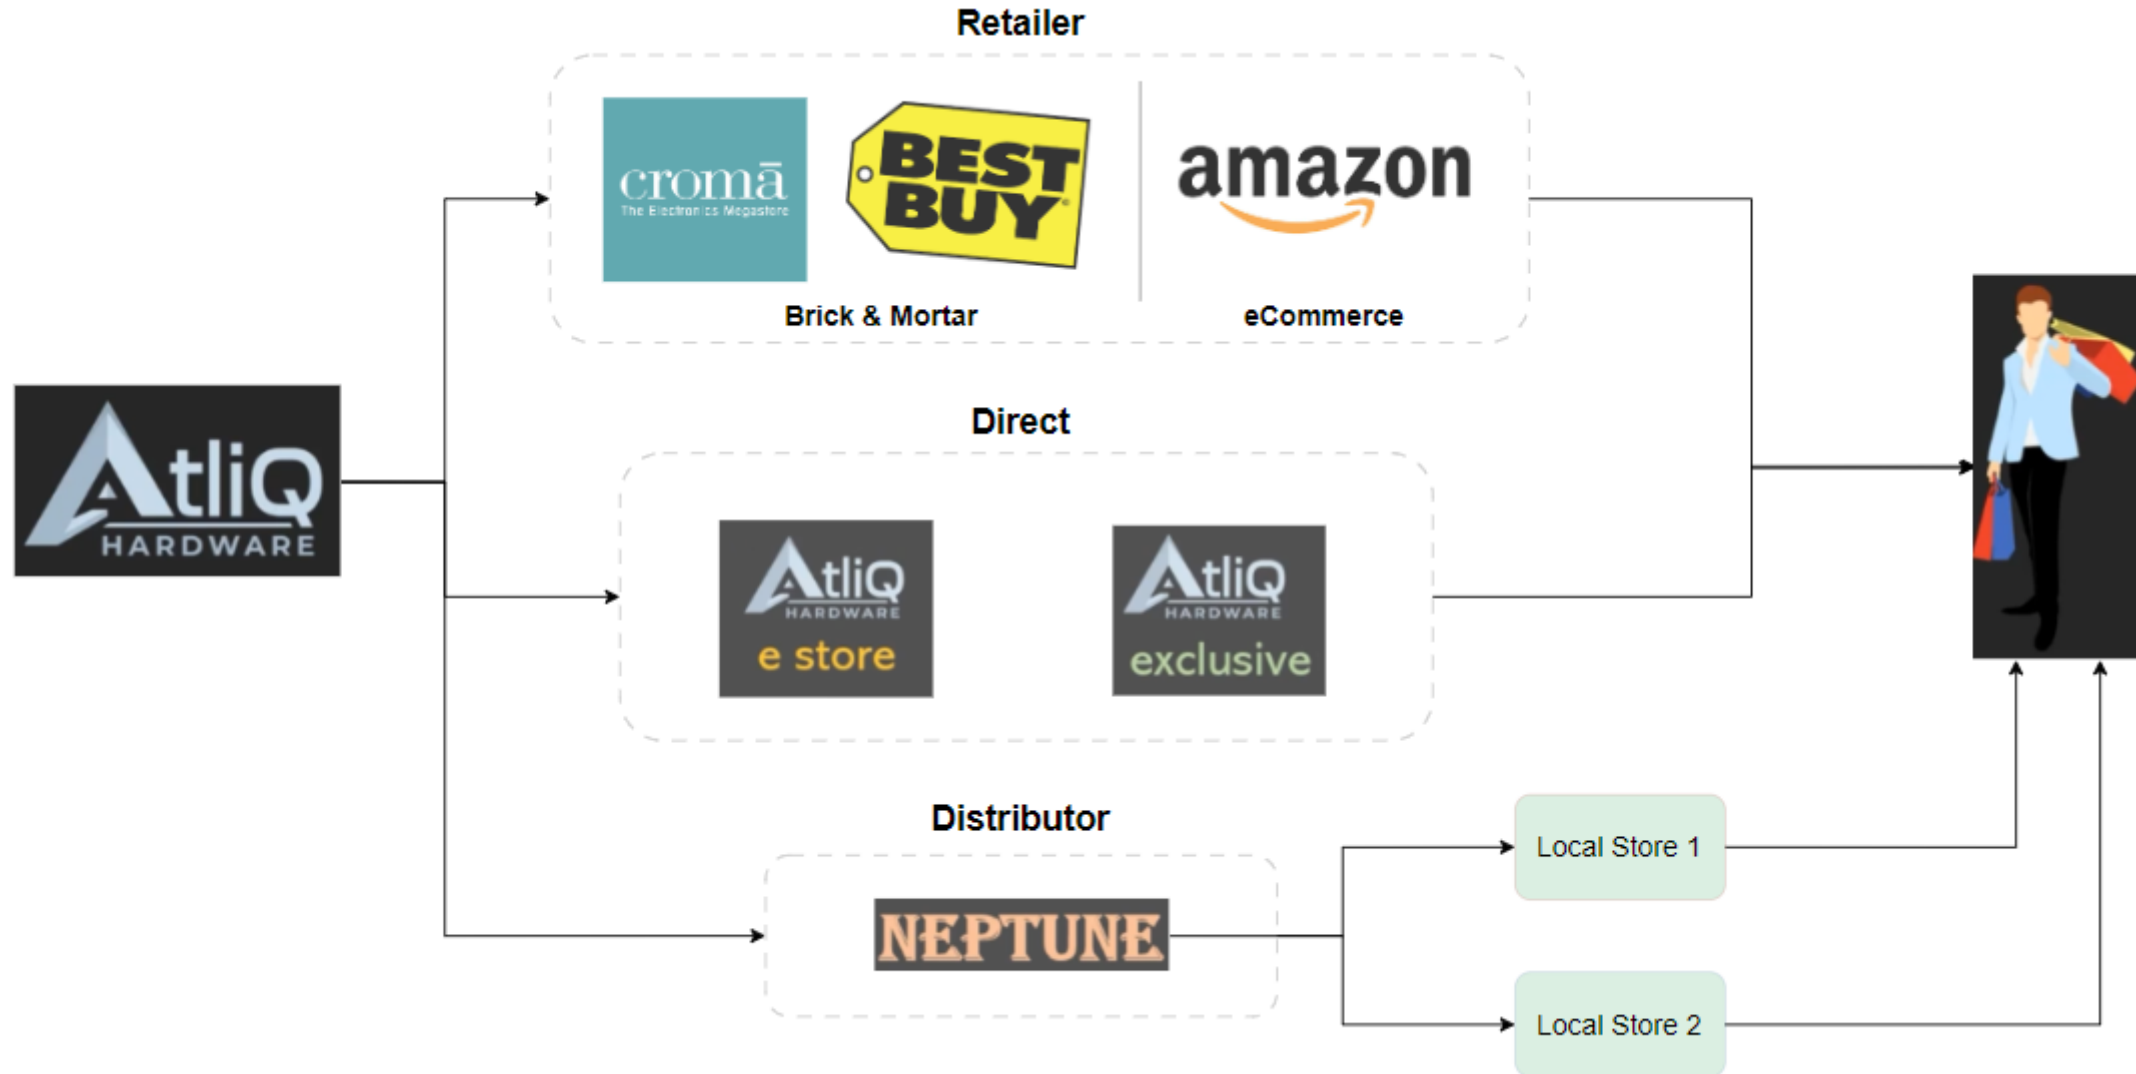 Retailer
cromā
The Electronics Megastore
BEST
BUY
amazon
Brick & Mortar
eCommerce
AtliQ
HARDWARE
Direct
AtliQ
HARDWARE
e store
AtliQ
HARDWARE
exclusive
Distributor
NEPTUNE
Local Store 1
Local Store 2